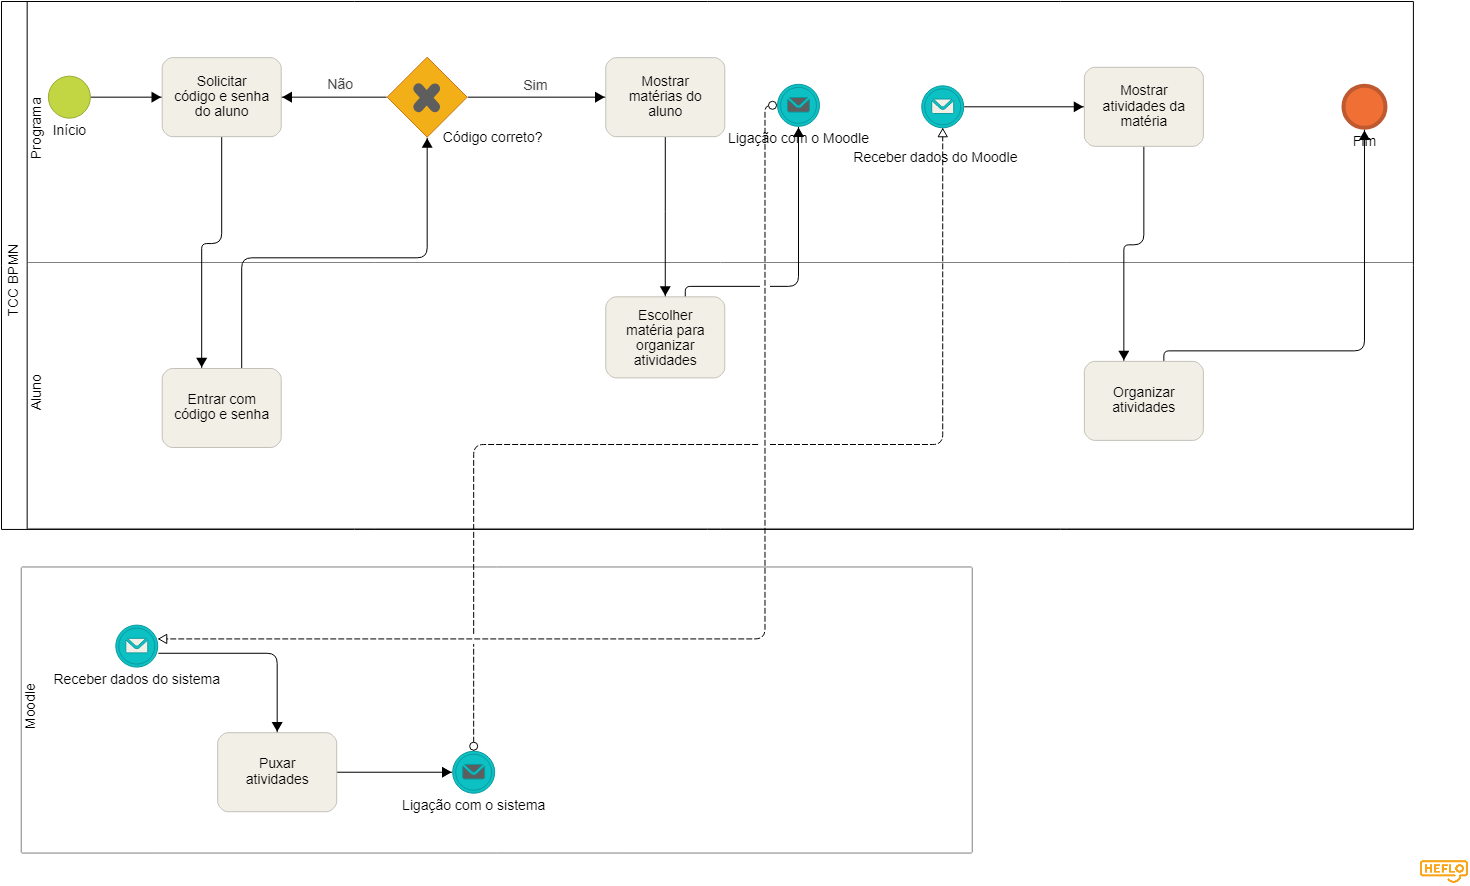 TCC BPMN
Programa
Início
Solicitar
código e senha
do aluno
Não
Código correto?
Sim
Mostrar
matérias do
aluno
Ligação com o Moodle
Receber dados do Moodle
Mostrar
atividades da
matéria
Fim
Aluno
Entrar com
código e senha
Escolher
matéria para
organizar
atividades
Organizar
atividades
Moodle
Receber dados do sistema
Puxar
atividades
Ligação com o sistema
HEFLO